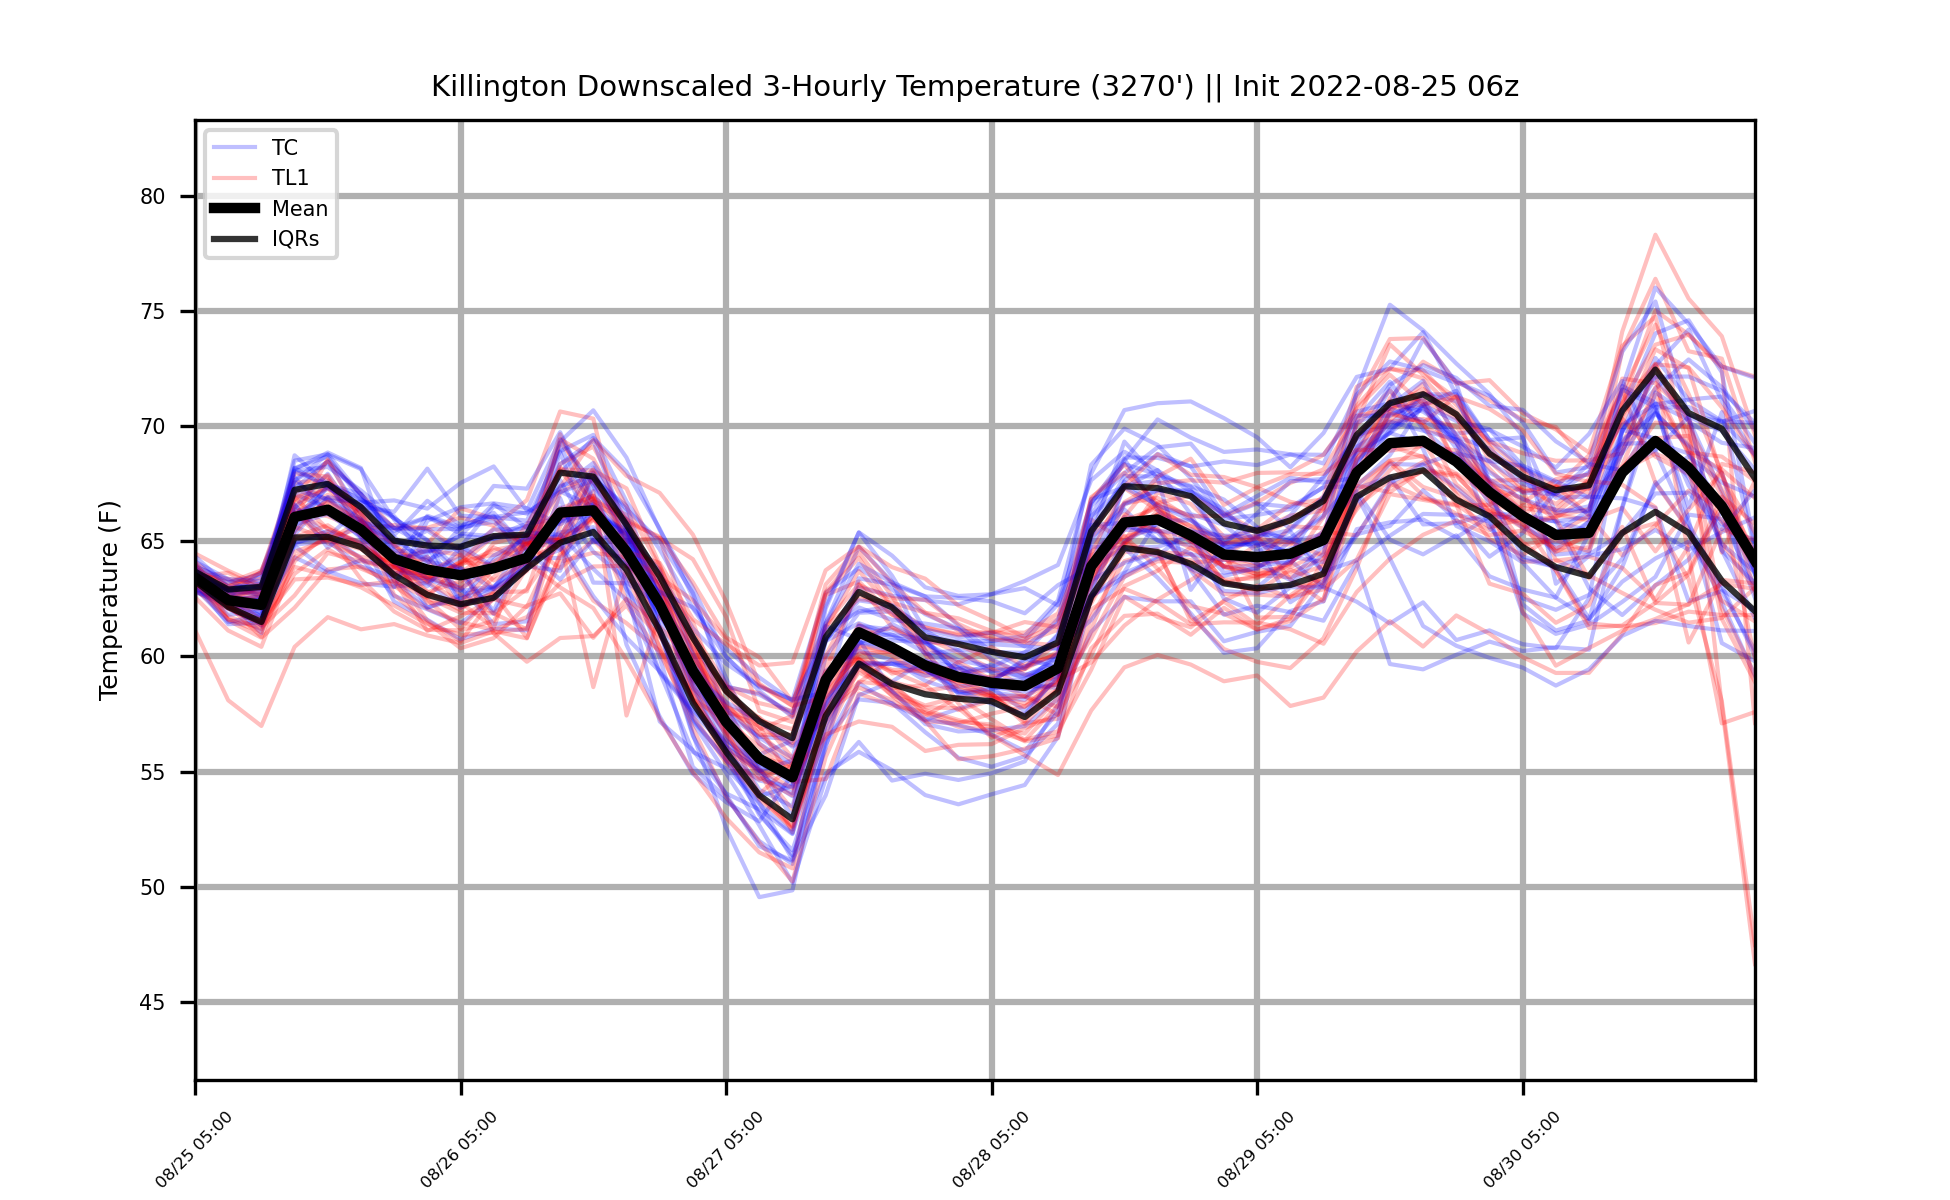 Killington Downscaled 3-Hourly Temperature (3270') || Init 2022-08-25 06z
TC
TL1
Mean
IQRs
Temperature (F)
80
75
70
65
60
55
50
45
08/25 05:00
08/26 05:00
08/27 05:00
08/28 05:00
08/29 05:00
08/30 05:00